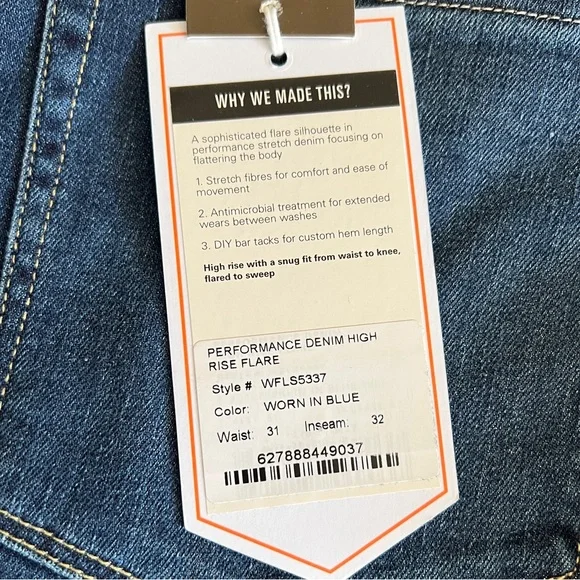 WHY WE MADE THIS?
A sophisticated flare silhouette in
performance stretch denim focusing on
flattering the body
1. Stretch fibres for comfort and ease of
movement
2. Antimicrobial treatment for extended
wears between washes
3. DIY bar tacks for custom hem length
High rise with a snug fit from waist to knee,
flared to sweep
PERFORMANCE DENIM HIGH
RISE FLARE
Style # WFLS5337
Color: WORN IN BLUE
Waist: 31 Inseam: 32
627888449037